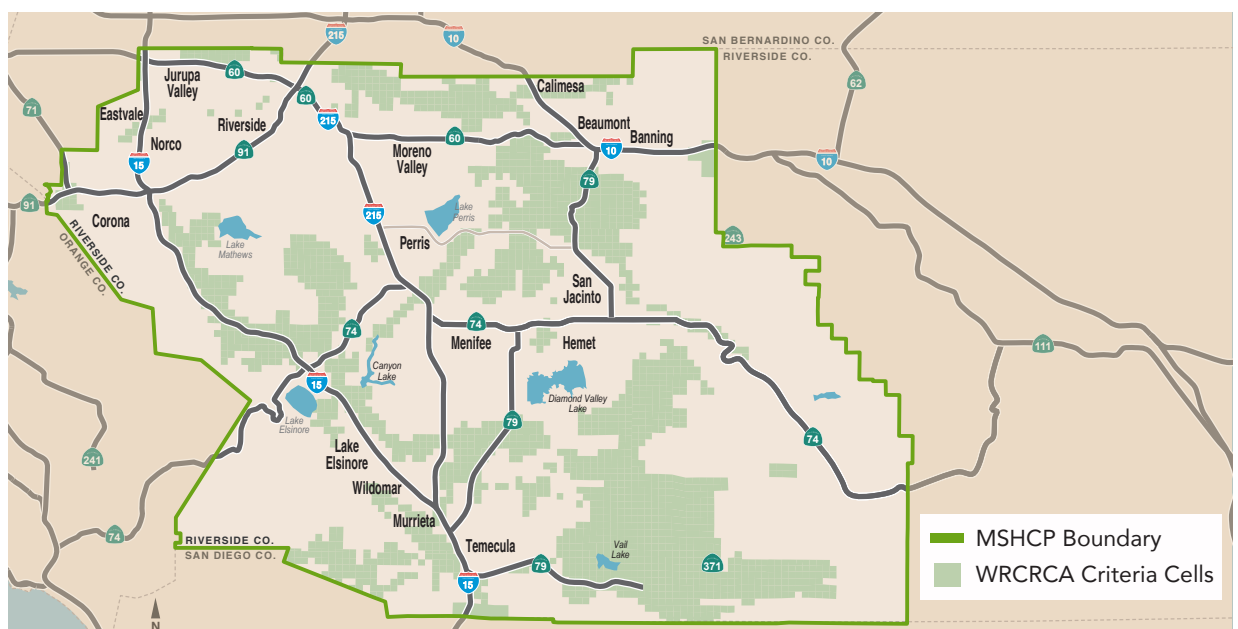 215
10
SAN BERNARDINO CO.
RIVERSIDE CO.
Jurupa
Valley
60
Calimesa
62
71
Eastvale
60
215
Riverside
Beaumont
Banning
60
10
10
Norco
15
91
Moreno
Valley
79
91
Corona
215
Lake
Perris
Lake
Mathews
Perris
243
RIVERSIDE CO.
ORANGE CO.
San
Jacinto
74
74
Menifee
Hemet
111
Canyon
Lake
15
Diamond Valley
Lake
Lake
Elsinore
79
74
241
Lake
Elsinore
Wildomar
Murrieta
74
RIVERSIDE CO.
SAN DIEGO CO.
Temecula
Vail
Lake
79
371
15
MSHCP Boundary
WRCRCA Criteria Cells
N